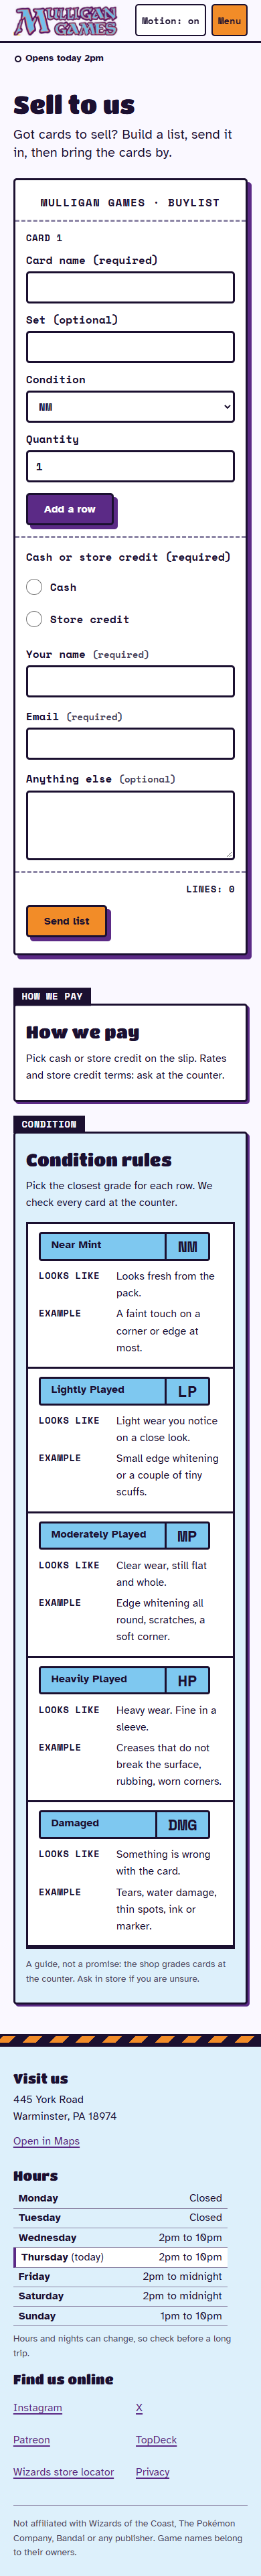 MULLIGAN GAMES
Motion: on
Menu
Opens today 2pm
Sell to us
Got cards to sell? Build a list, send it
in, then bring the cards by.
MULLIGAN GAMES · BUYLIST
CARD 1
Card name (required)
Set (optional)
Condition
NM
Quantity
1
Add a row
Cash or store credit (required)
Cash
Store credit
Your name (required)
Email (required)
Anything else (optional)
LINES: 0
Send list
HOW WE PAY
How we pay
Pick cash or store credit on the slip. Rates
and store credit terms: ask at the counter.
CONDITION
Condition rules
Pick the closest grade for each row. We
check every card at the counter.
Near Mint NM
LOOKS LIKE Looks fresh from the
pack.
EXAMPLE A faint touch on a
corner or edge at
most.
Lightly Played LP
LOOKS LIKE Light wear you notice
on a close look.
EXAMPLE Small edge whitening
or a couple of tiny
scuffs.
Moderately Played MP
LOOKS LIKE Clear wear, still flat
and whole.
EXAMPLE Edge whitening all
round, scratches, a
soft corner.
Heavily Played HP
LOOKS LIKE Heavy wear. Fine in a
sleeve.
EXAMPLE Creases that do not
break the surface,
rubbing, worn corners.
Damaged DMG
LOOKS LIKE Something is wrong
with the card.
EXAMPLE Tears, water damage,
thin spots, ink or
marker.
A guide, not a promise: the shop grades cards at
the counter. Ask in store if you are unsure.
Visit us
445 York Road
Warminster, PA 18974
Open in Maps
Hours
Monday Closed
Tuesday Closed
Wednesday 2pm to 10pm
Thursday (today) 2pm to 10pm
Friday 2pm to midnight
Saturday 2pm to midnight
Sunday 1pm to 10pm
Hours and nights can change, so check before a long
trip.
Find us online
Instagram X
Patreon TopDeck
Wizards store locator Privacy
Not affiliated with Wizards of the Coast, The Pokémon
Company, Bandai or any publisher. Game names belong
to their owners.